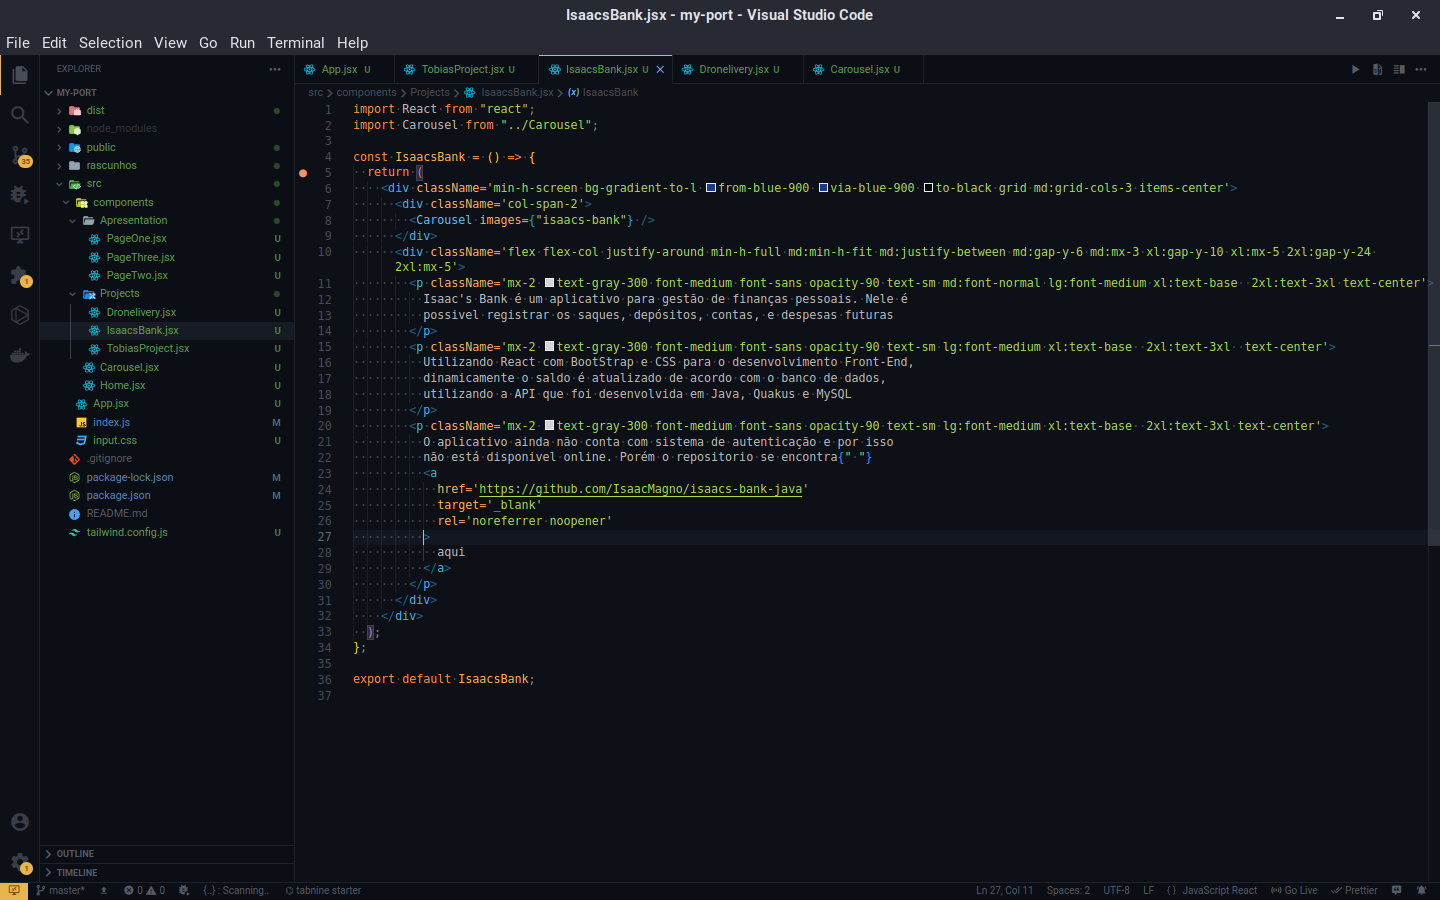 IsaacsBank.jsx - my-port - Visual Studio Code
File Edit Selection View Go Run Terminal Help
EXPLORER
MY-PORT
dist
node_modules
public
rascunhos
src
components
Apresentation
PageOne.jsx U
PageThree.jsx U
PageTwo.jsx U
Projects
Dronelivery.jsx U
IsaacsBank.jsx U
TobiasProject.jsx U
Carousel.jsx U
Home.jsx U
App.jsx U
index.js M
input.css U
.gitignore
package-lock.json M
package.json M
README.md
tailwind.config.js U
OUTLINE
TIMELINE
35
1
1
App.jsx U TobiasProject.jsx U IsaacsBank.jsx U Dronelivery.jsx U Carousel.jsx U
src > components > Projects > IsaacsBank.jsx > IsaacsBank
1 import React from "react";
2 import Carousel from "../Carousel";
3
4 const IsaacsBank = () => {
5 return (
6 <div className='min-h-screen bg-gradient-to-l from-blue-900 via-blue-900 to-black grid md:grid-cols-3 items-center'>
7 <div className='col-span-2'>
8 <Carousel images={"isaacs-bank"} />
9 </div>
10 <div className='flex flex-col justify-around min-h-full md:min-h-fit md:justify-between md:gap-y-6 md:mx-3 xl:gap-y-10 xl:mx-5 2xl:gap-y-24
2xl:mx-5'>
11 <p className='mx-2 text-gray-300 font-medium font-sans opacity-90 text-sm md:font-normal lg:font-medium xl:text-base  2xl:text-3xl text-center'>
12 Isaac's Bank é um aplicativo para gestão de finanças pessoais. Nele é
13 possivel registrar os saques, depósitos, contas, e despesas futuras
14 </p>
15 <p className='mx-2 text-gray-300 font-medium font-sans opacity-90 text-sm lg:font-medium xl:text-base  2xl:text-3xl  text-center'>
16 Utilizando React com BootStrap e CSS para o desenvolvimento Front-End,
17 dinamicamente o saldo é atualizado de acordo com o banco de dados,
18 utilizando a API que foi desenvolvida em Java, Quakus e MySQL
19 </p>
20 <p className='mx-2 text-gray-300 font-medium font-sans opacity-90 text-sm lg:font-medium xl:text-base  2xl:text-3xl text-center'>
21 O aplicativo ainda não conta com sistema de autenticação e por isso
22 não está disponivel online. Porém o repositorio se encontra{" "}
23 <a
24 href='https://github.com/IsaacMagno/isaacs-bank-java'
25 target='_blank'
26 rel='noreferrer noopener'
27 >
28 aqui
29 </a>
30 </p>
31 </div>
32 </div>
33 );
34 };
35
36 export default IsaacsBank;
37
master* 0 0 {..} : Scanning.. tabnine starter Ln 27, Col 11 Spaces: 2 UTF-8 LF { } JavaScript React Go Live Prettier